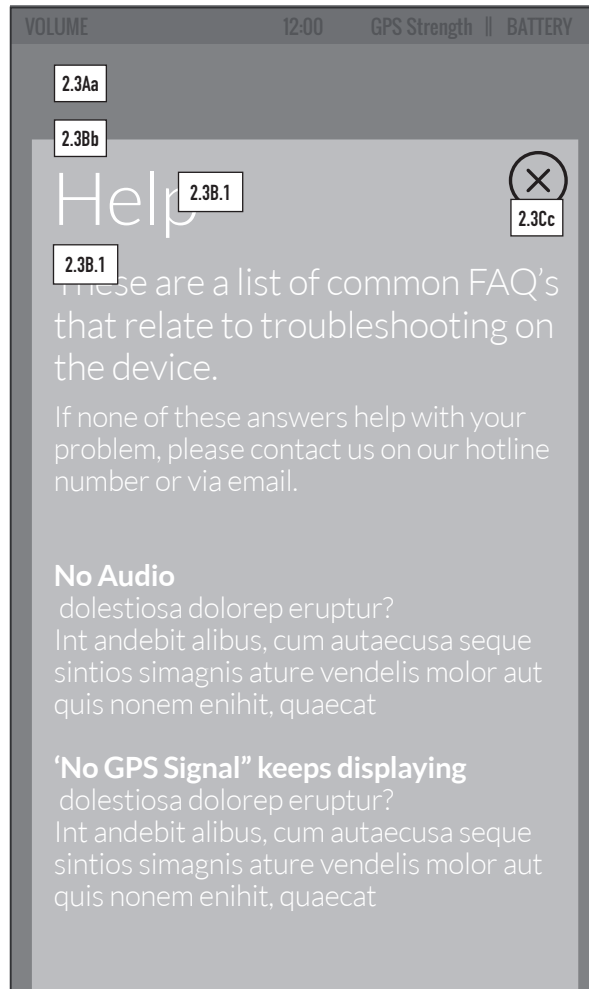 VOLUME 12:00 GPS Strength || BATTERY
2.3Aa
2.3Bb
Help
2.3B.1
2.3Cc
2.3B.1
These are a list of common FAQ's
that relate to troubleshooting on
the device.
If none of these answers help with your
problem, please contact us on our hotline
number or via email.
No Audio
dolestiosa dolorep eruptur?
Int andebit alibus, cum autaecusa seque
sintios simagnis ature vendelis molor aut
quis nonem enihit, quaecat
‘No GPS Signal” keeps displaying
dolestiosa dolorep eruptur?
Int andebit alibus, cum autaecusa seque
sintios simagnis ature vendelis molor aut
quis nonem enihit, quaecat